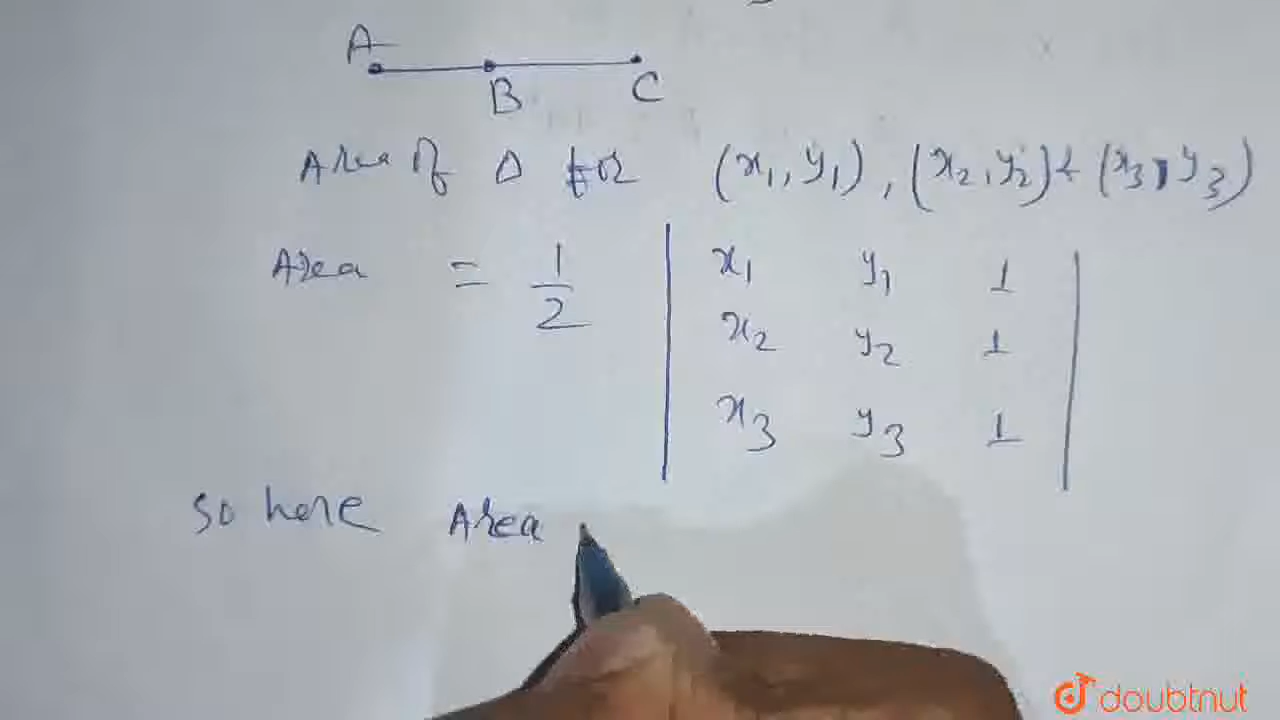 A
B C
Area of Δ for (x₁, y₁), (x₂, y₂) & (x₃, y₃)
Area = 1/2 | x₁ y₁ 1
x₂ y₂ 1
x₃ y₃ 1 |
So here Area
doubtnut